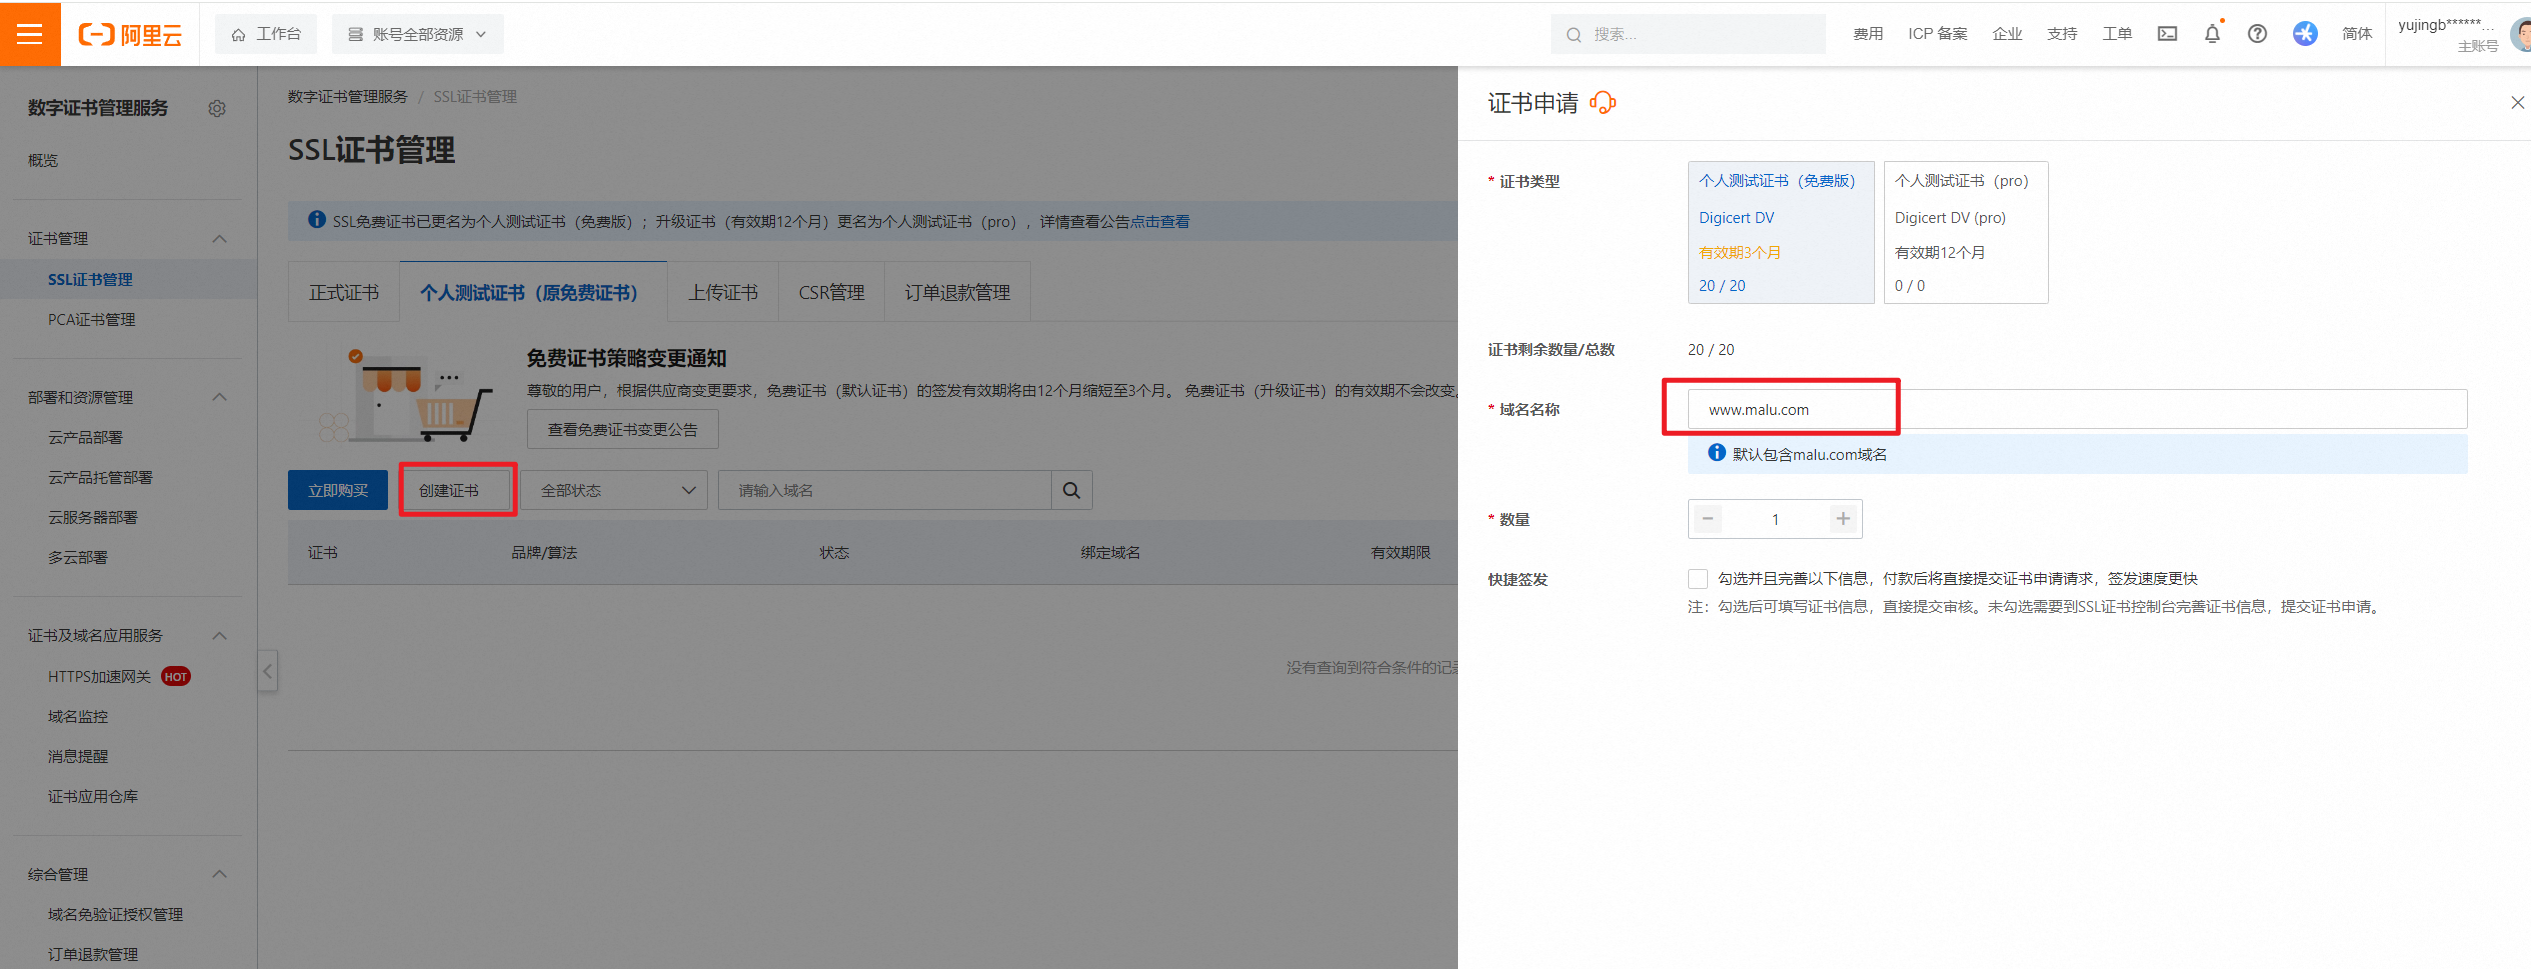 阿里云
工作台
账号全部资源
搜索...
费用
ICP 备案
企业
支持
工单
简体
yujingb******...
主账号
数字证书管理服务
概览
证书管理
SSL证书管理
PCA证书管理
部署和资源管理
云产品部署
云产品托管部署
云服务器部署
多云部署
证书及域名应用服务
HTTPS加速网关 HOT
域名监控
消息提醒
证书应用仓库
综合管理
域名免验证授权管理
订单退款管理
数字证书管理服务 / SSL证书管理
SSL证书管理
SSL免费证书已更名为个人测试证书（免费版）；升级证书（有效期12个月）更名为个人测试证书（pro），详情查看公告点击查看
正式证书
个人测试证书（原免费证书）
上传证书
CSR管理
订单退款管理
免费证书策略变更通知
尊敬的用户，根据供应商变更要求，免费证书（默认证书）的签发有效期将由12个月缩短至3个月。 免费证书（升级证书）的有效期不会改变。
查看免费证书变更公告
立即购买
创建证书
全部状态
请输入域名
证书
品牌/算法
状态
绑定域名
有效期限
没有查询到符合条件的记
证书申请
* 证书类型
个人测试证书（免费版）
Digicert DV
有效期3个月
20 / 20
个人测试证书（pro）
Digicert DV (pro)
有效期12个月
0 / 0
证书剩余数量/总数
20 / 20
* 域名名称
www.malu.com
默认包含malu.com域名
* 数量
1
快捷签发
勾选并且完善以下信息，付款后将直接提交证书申请请求，签发速度更快
注：勾选后可填写证书信息，直接提交审核。未勾选需要到SSL证书控制台完善证书信息，提交证书申请。